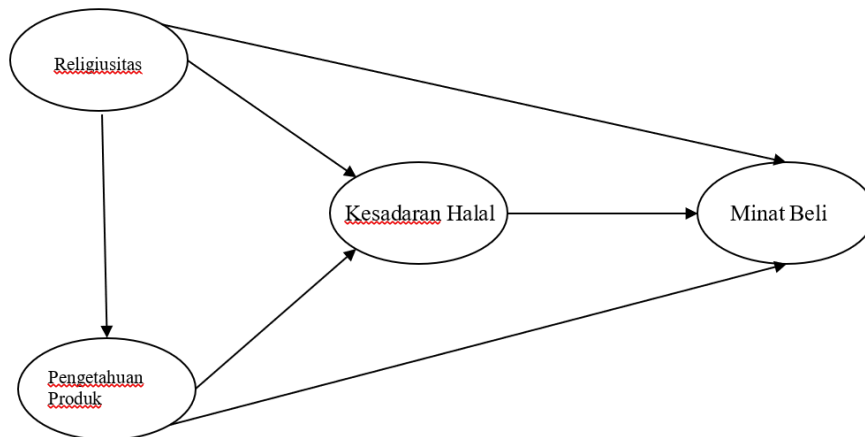 Religiusitas
Kesadaran Halal
Minat Beli
Pengetahuan
Produk